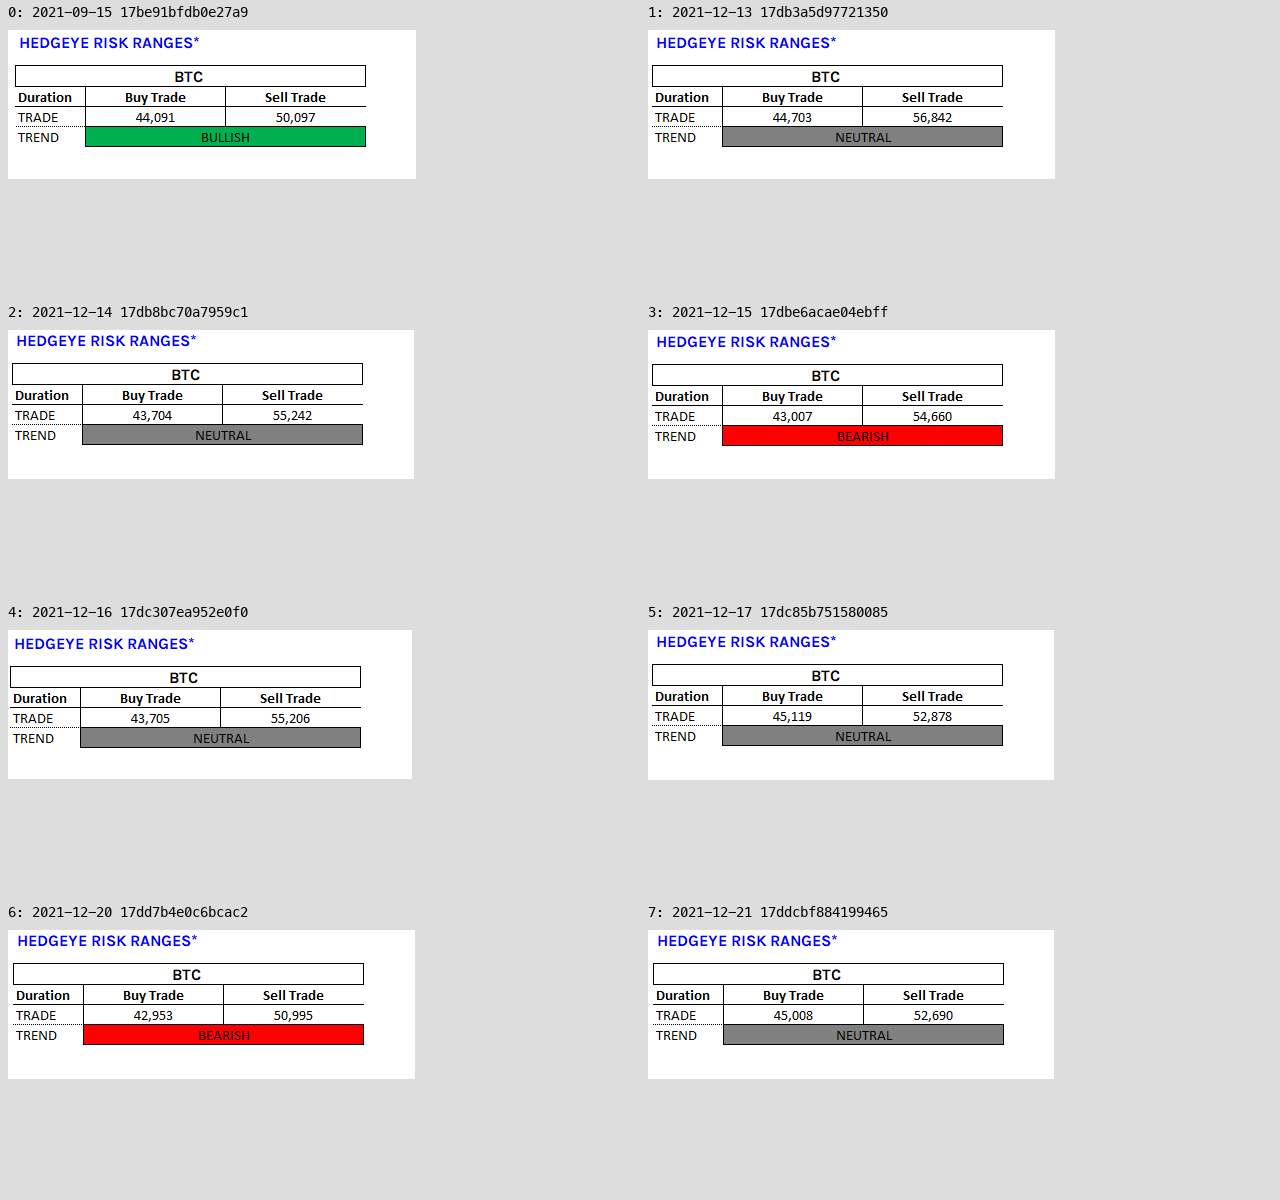 0: 2021-09-15 17be91bfdb0e27a9
HEDGEYE RISK RANGES*
BTC
Duration Buy Trade Sell Trade
TRADE 44,091 50,097
TREND BULLISH
1: 2021-12-13 17db3a5d97721350
HEDGEYE RISK RANGES*
BTC
Duration Buy Trade Sell Trade
TRADE 44,703 56,842
TREND NEUTRAL
2: 2021-12-14 17db8bc70a7959c1
HEDGEYE RISK RANGES*
BTC
Duration Buy Trade Sell Trade
TRADE 43,704 55,242
TREND NEUTRAL
3: 2021-12-15 17dbe6acae04ebff
HEDGEYE RISK RANGES*
BTC
Duration Buy Trade Sell Trade
TRADE 43,007 54,660
TREND BEARISH
4: 2021-12-16 17dc307ea952e0f0
HEDGEYE RISK RANGES*
BTC
Duration Buy Trade Sell Trade
TRADE 43,705 55,206
TREND NEUTRAL
5: 2021-12-17 17dc85b751580085
HEDGEYE RISK RANGES*
BTC
Duration Buy Trade Sell Trade
TRADE 45,119 52,878
TREND NEUTRAL
6: 2021-12-20 17dd7b4e0c6bcac2
HEDGEYE RISK RANGES*
BTC
Duration Buy Trade Sell Trade
TRADE 42,953 50,995
TREND BEARISH
7: 2021-12-21 17ddcbf884199465
HEDGEYE RISK RANGES*
BTC
Duration Buy Trade Sell Trade
TRADE 45,008 52,690
TREND NEUTRAL